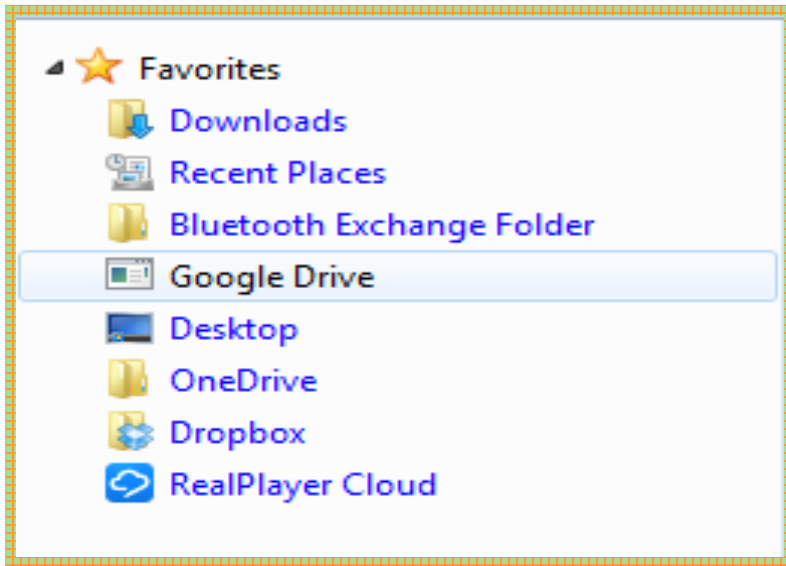 Favorites
Downloads
Recent Places
Bluetooth Exchange Folder
Google Drive
Desktop
OneDrive
Dropbox
RealPlayer Cloud